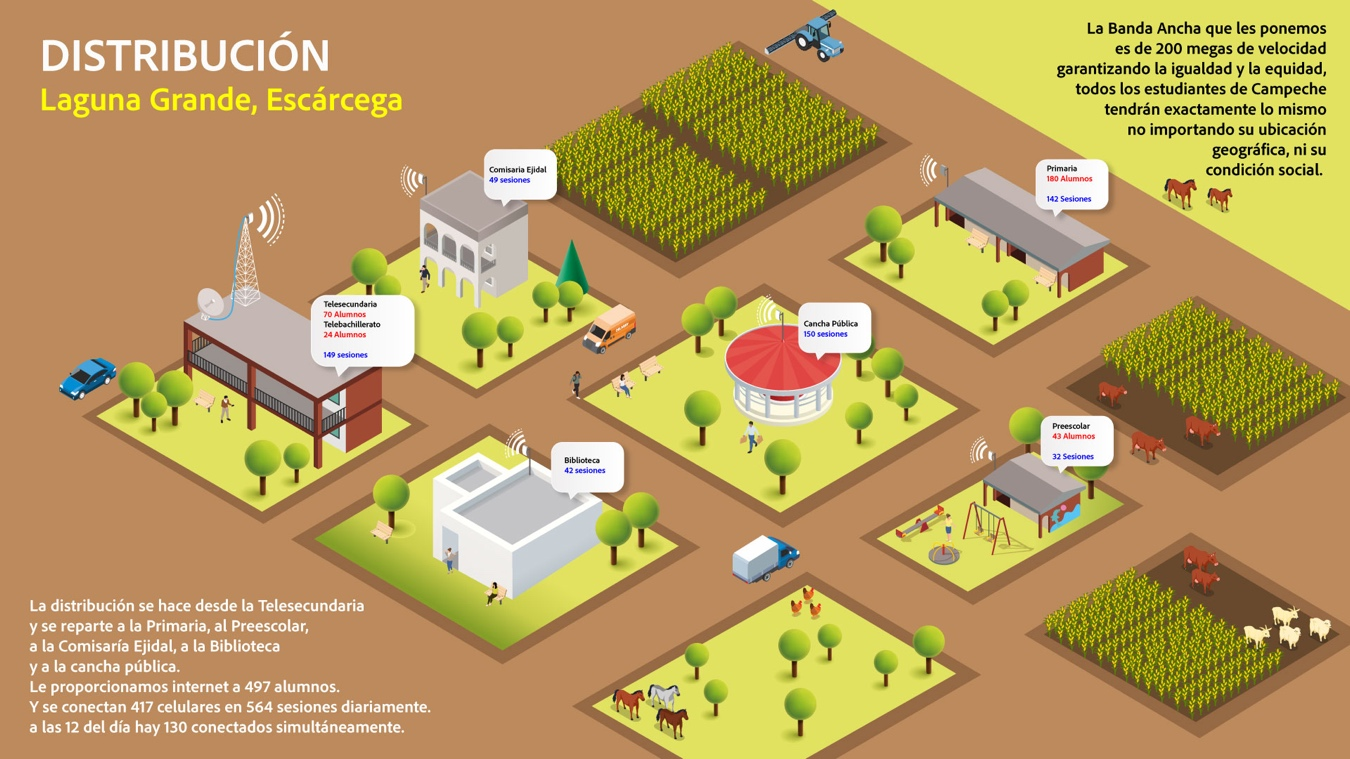 DISTRIBUCIÓN
Laguna Grande, Escárcega
La Banda Ancha que les ponemos
es de 200 megas de velocidad
garantizando la igualdad y la equidad,
todos los estudiantes de Campeche
tendrán exactamente lo mismo
no importando su ubicación
geográfica, ni su
condición social.
Comisaria Ejidal
49 sesiones
Primaria
180 Alumnos
142 Sesiones
Telesecundaria
70 Alumnos
Telebachillerato
24 Alumnos
149 sesiones
Cancha Pública
150 sesiones
Biblioteca
42 sesiones
Preescolar
43 Alumnos
32 Sesiones
La distribución se hace desde la Telesecundaria
y se reparte a la Primaria, al Preescolar,
a la Comisaría Ejidal, a la Biblioteca
y a la cancha pública.
Le proporcionamos internet a 497 alumnos.
Y se conectan 417 celulares en 564 sesiones diariamente.
a las 12 del día hay 130 conectados simultáneamente.